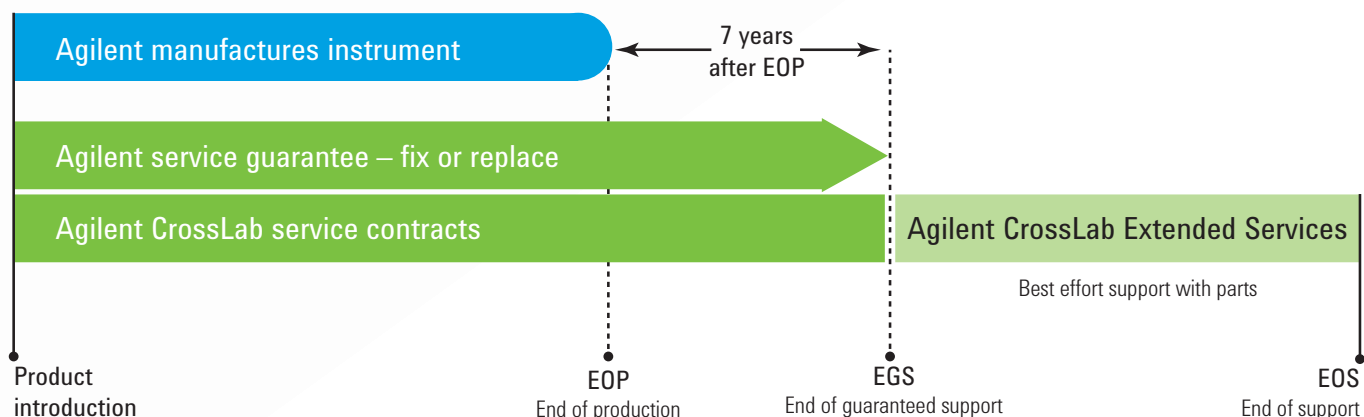 Agilent manufactures instrument
7 years
after EOP
Agilent service guarantee – fix or replace
Agilent CrossLab service contracts
Agilent CrossLab Extended Services
Best effort support with parts
Product
introduction
EOP
End of production
EGS
End of guaranteed support
EOS
End of support